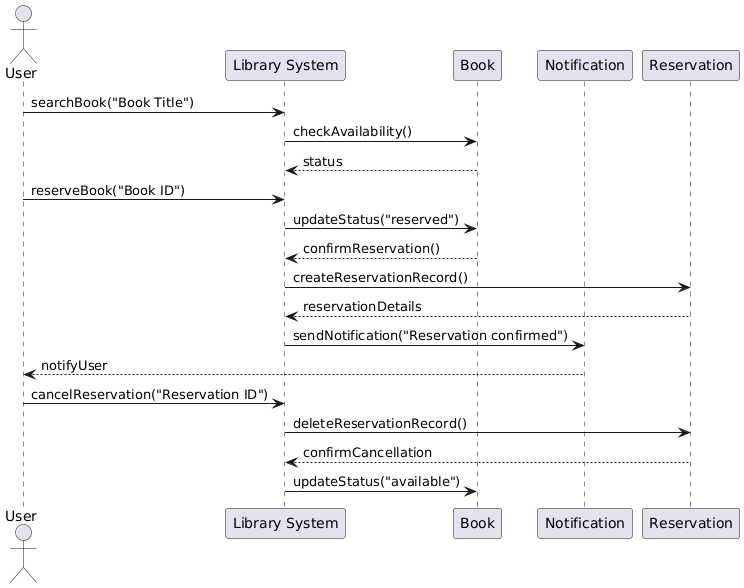 User
Library System
Book
Notification
Reservation
searchBook("Book Title")
checkAvailability()
status
reserveBook("Book ID")
updateStatus("reserved")
confirmReservation()
createReservationRecord()
reservationDetails
sendNotification("Reservation confirmed")
notifyUser
cancelReservation("Reservation ID")
deleteReservationRecord()
confirmCancellation
updateStatus("available")
User
Library System
Book
Notification
Reservation